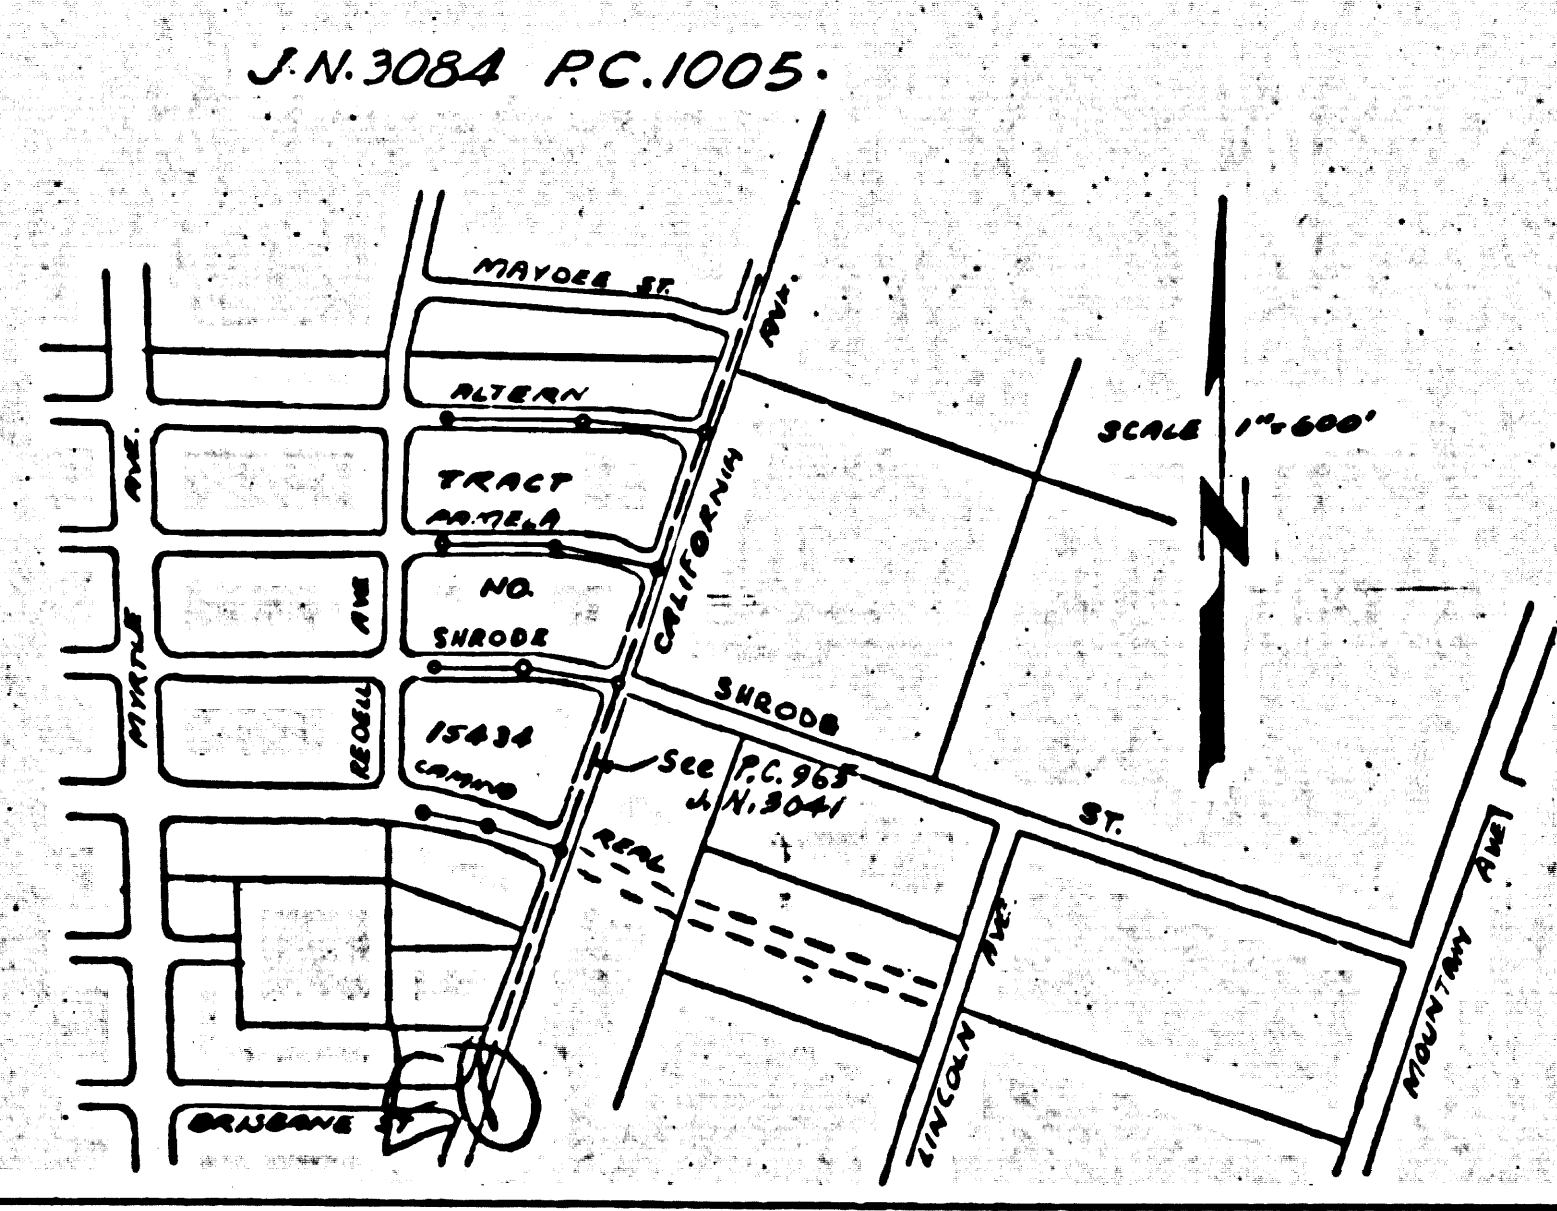 J.N. 3084 P.C. 1005.
MAYDEE ST.
AVE.
ALTERN
SCALE 1"=600'
AVE.
TRACT
CALIFORNIA
PAMELA
N
NO.
AVE
SHRODE
MYRTLE
SHRODE
REDELL
15434
See P.C. 965
J.N. 3041
CAMINO
ST.
REAL
AVE
AVE.
MOUNTAIN
LINCOLN
BRISBANE ST